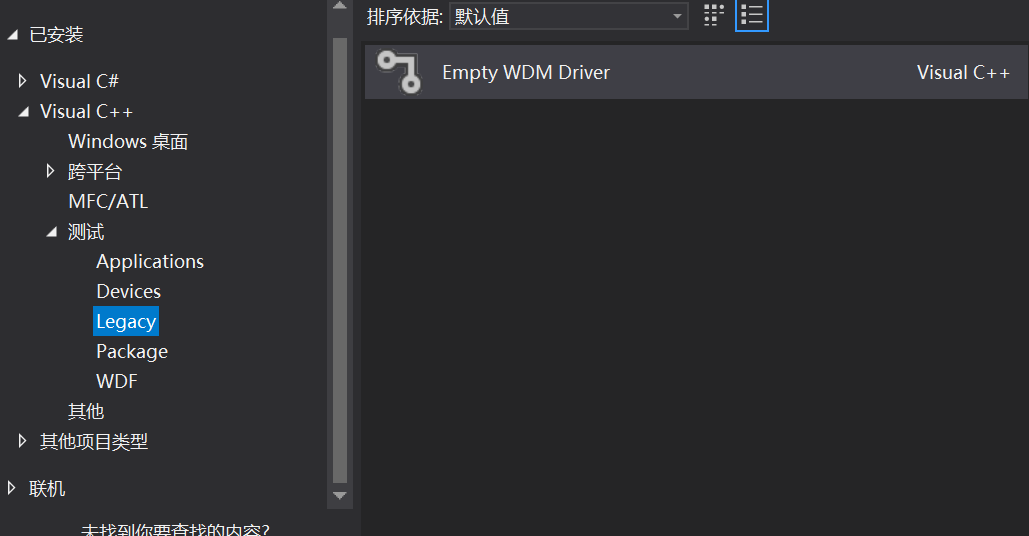 已安装
Visual C#
Visual C++
Windows 桌面
跨平台
MFC/ATL
测试
Applications
Devices
Legacy
Package
WDF
其他
其他项目类型
联机
未找到你要查找的内容?
排序依据: 默认值
Empty WDM Driver Visual C++